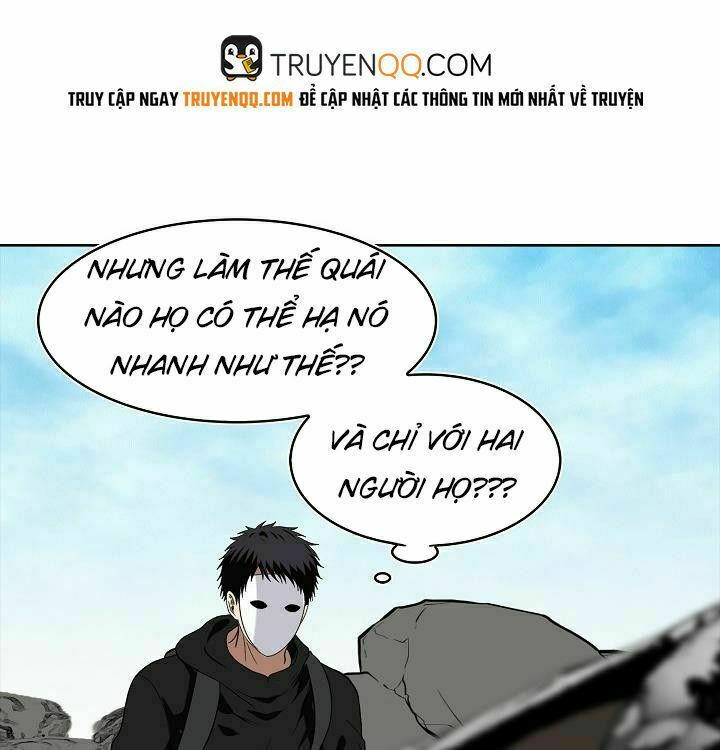 TRUYENQQ.COM
TRUY CẬP NGAY TRUYENQQ.COM ĐỂ CẬP NHẬT CÁC THÔNG TIN MỚI NHẤT VỀ TRUYỆN
NHƯNG LÀM THẾ QUÁI
NÀO HỌ CÓ THỂ HẠ NÓ
NHANH NHƯ THẾ??
VÀ CHỈ VỚI HAI
NGƯỜI HỌ???